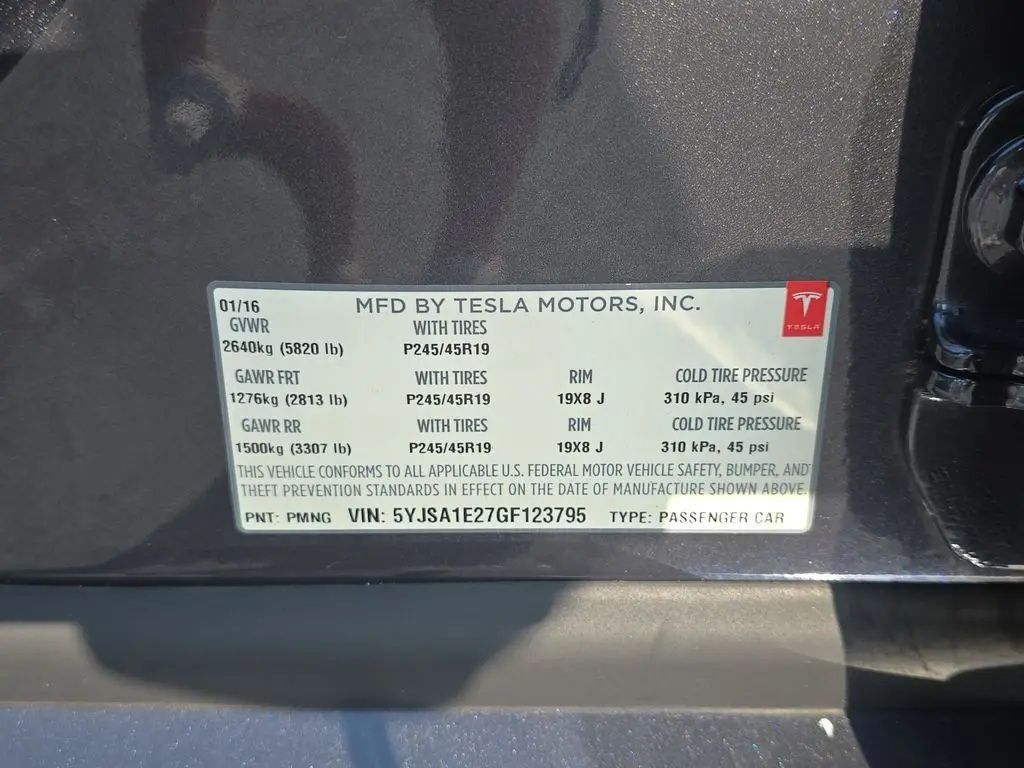 01/16 MFD BY TESLA MOTORS, INC.
TESLA
GVWR WITH TIRES
2640kg (5820 lb) P245/45R19
GAWR FRT WITH TIRES RIM COLD TIRE PRESSURE
1276kg (2813 lb) P245/45R19 19X8 J 310 kPa, 45 psi
GAWR RR WITH TIRES RIM COLD TIRE PRESSURE
1500kg (3307 lb) P245/45R19 19X8 J 310 kPa, 45 psi
THIS VEHICLE CONFORMS TO ALL APPLICABLE U.S. FEDERAL MOTOR VEHICLE SAFETY, BUMPER, AND
THEFT PREVENTION STANDARDS IN EFFECT ON THE DATE OF MANUFACTURE SHOWN ABOVE.
PNT: PMNG VIN: 5YJSA1E27GF123795 TYPE: PASSENGER CAR